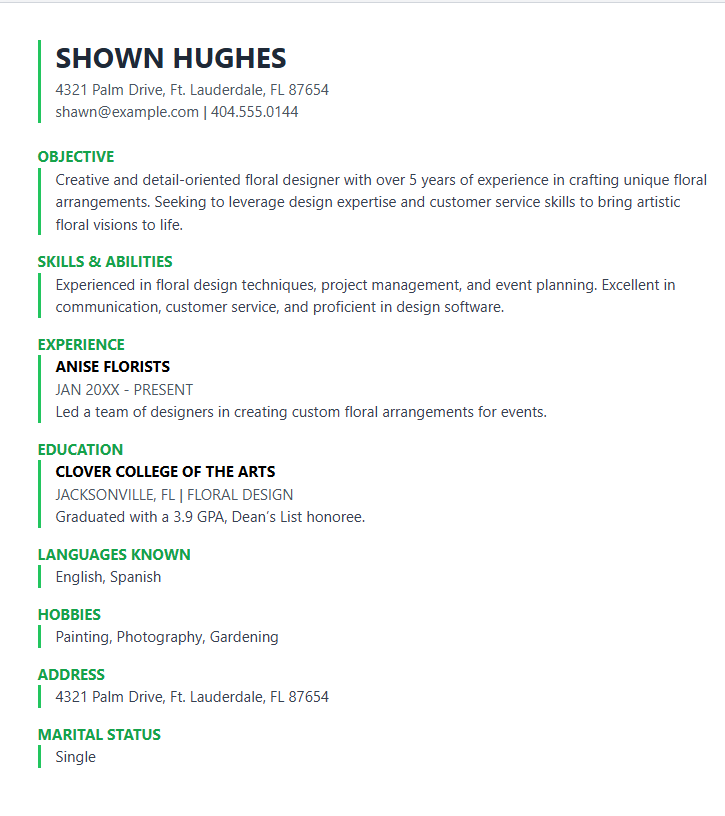 SHOWN HUGHES
4321 Palm Drive, Ft. Lauderdale, FL 87654
shawn@example.com | 404.555.0144
OBJECTIVE
Creative and detail-oriented floral designer with over 5 years of experience in crafting unique floral
arrangements. Seeking to leverage design expertise and customer service skills to bring artistic
floral visions to life.
SKILLS & ABILITIES
Experienced in floral design techniques, project management, and event planning. Excellent in
communication, customer service, and proficient in design software.
EXPERIENCE
ANISE FLORISTS
JAN 20XX - PRESENT
Led a team of designers in creating custom floral arrangements for events.
EDUCATION
CLOVER COLLEGE OF THE ARTS
JACKSONVILLE, FL | FLORAL DESIGN
Graduated with a 3.9 GPA, Dean's List honoree.
LANGUAGES KNOWN
English, Spanish
HOBBIES
Painting, Photography, Gardening
ADDRESS
4321 Palm Drive, Ft. Lauderdale, FL 87654
MARITAL STATUS
Single